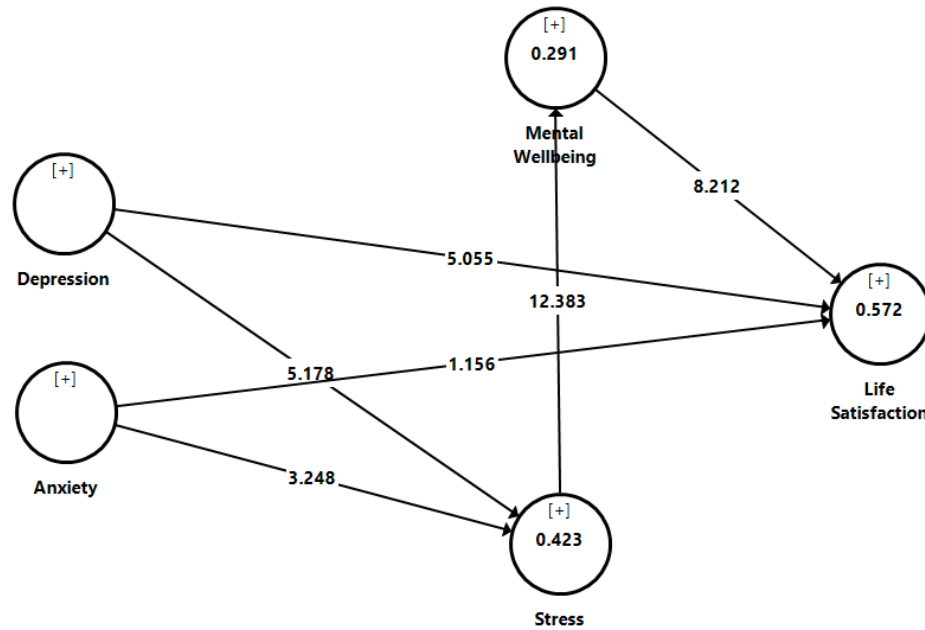 [+]
0.291
Mental
Wellbeing
8.212
[+]
Depression
5.055
12.383
[+]
0.572
Life
Satisfaction
5.178
1.156
[+]
Anxiety
3.248
[+]
0.423
Stress